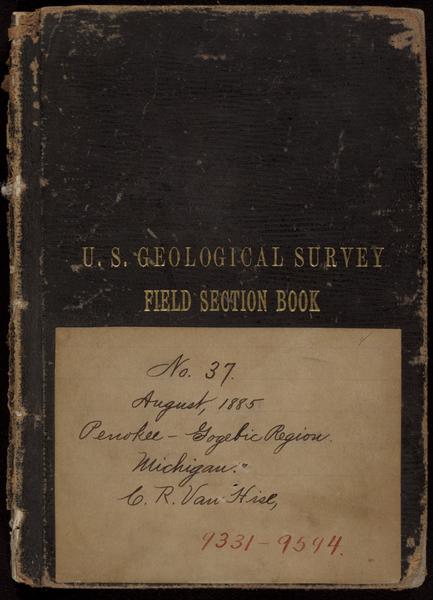 U. S. GEOLOGICAL SURVEY
FIELD SECTION BOOK
No. 37.
August, 1885
Penokee - Gogebic Region.
Michigan.
C. R. Van Hise,
9331-9594.